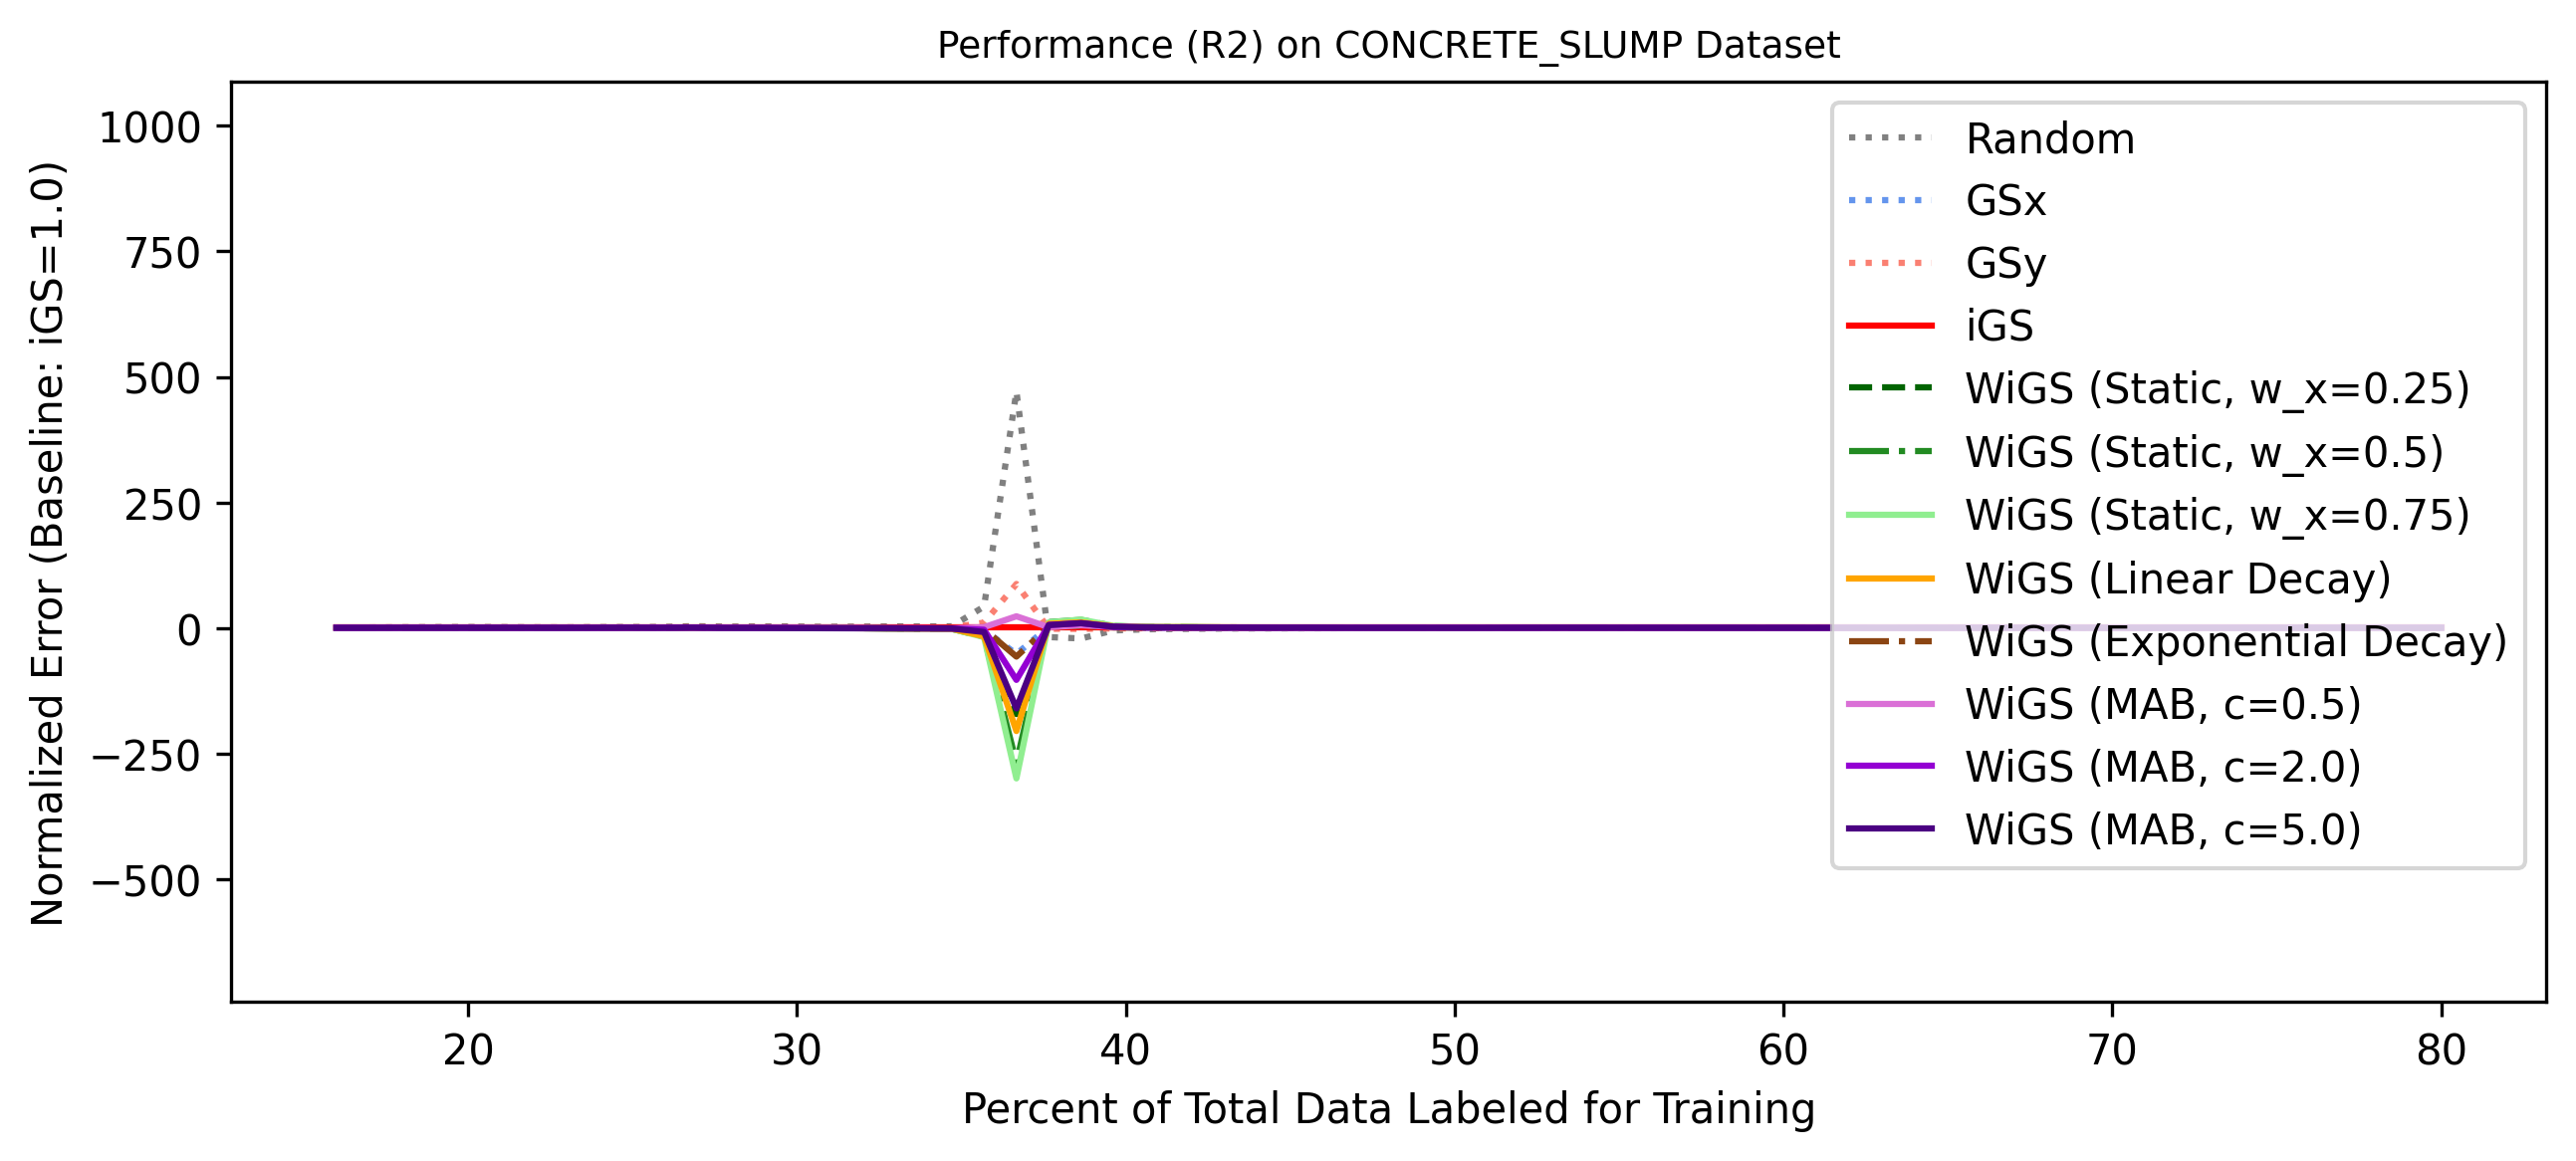 Performance (R2) on CONCRETE_SLUMP Dataset
Normalized Error (Baseline: iGS=1.0)
1000
750
500
250
0
−250
−500
20
30
40
50
60
70
80
Percent of Total Data Labeled for Training
Random
GSx
GSy
iGS
WiGS (Static, w_x=0.25)
WiGS (Static, w_x=0.5)
WiGS (Static, w_x=0.75)
WiGS (Linear Decay)
WiGS (Exponential Decay)
WiGS (MAB, c=0.5)
WiGS (MAB, c=2.0)
WiGS (MAB, c=5.0)